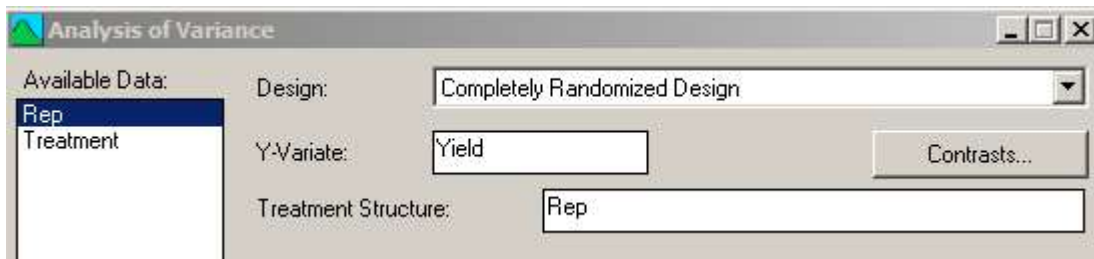 Analysis of Variance
Available Data:
Rep
Treatment
Design:
Completely Randomized Design
Y-Variate:
Yield
Contrasts...
Treatment Structure:
Rep